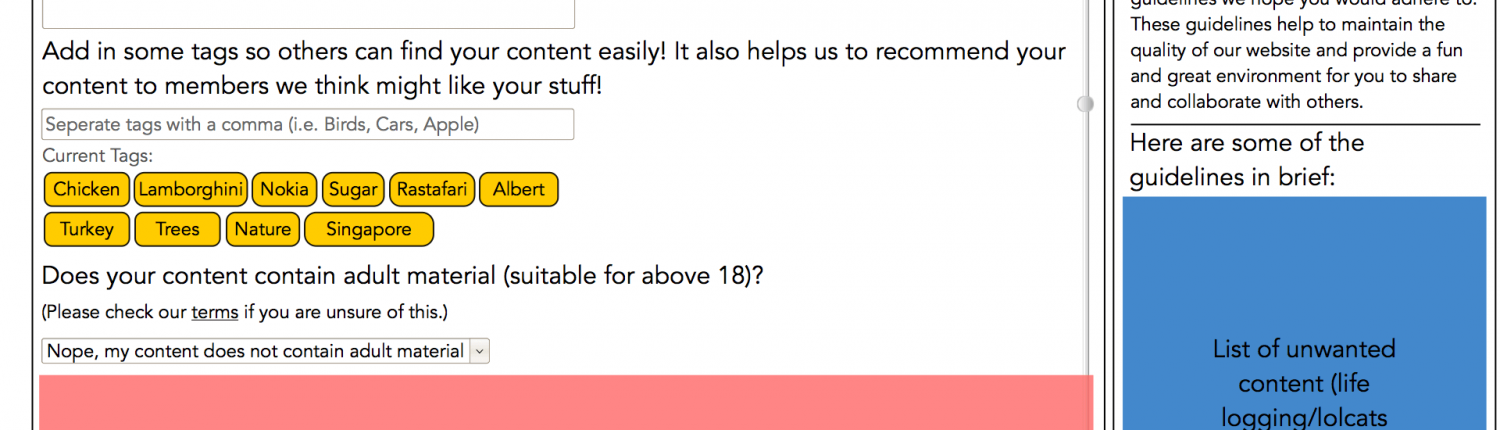 Add in some tags so others can find your content easily! It also helps us to recommend your
content to members we think might like your stuff!
Seperate tags with a comma (i.e. Birds, Cars, Apple)
Current Tags:
Chicken Lamborghini Nokia Sugar Rastafari Albert
Turkey Trees Nature Singapore
Does your content contain adult material (suitable for above 18)?
(Please check our terms if you are unsure of this.)
Nope, my content does not contain adult material
guidelines we hope you would adhere to.
These guidelines help to maintain the
quality of our website and provide a fun
and great environment for you to share
and collaborate with others.
Here are some of the
guidelines in brief:
List of unwanted
content (life
logging/lolcats